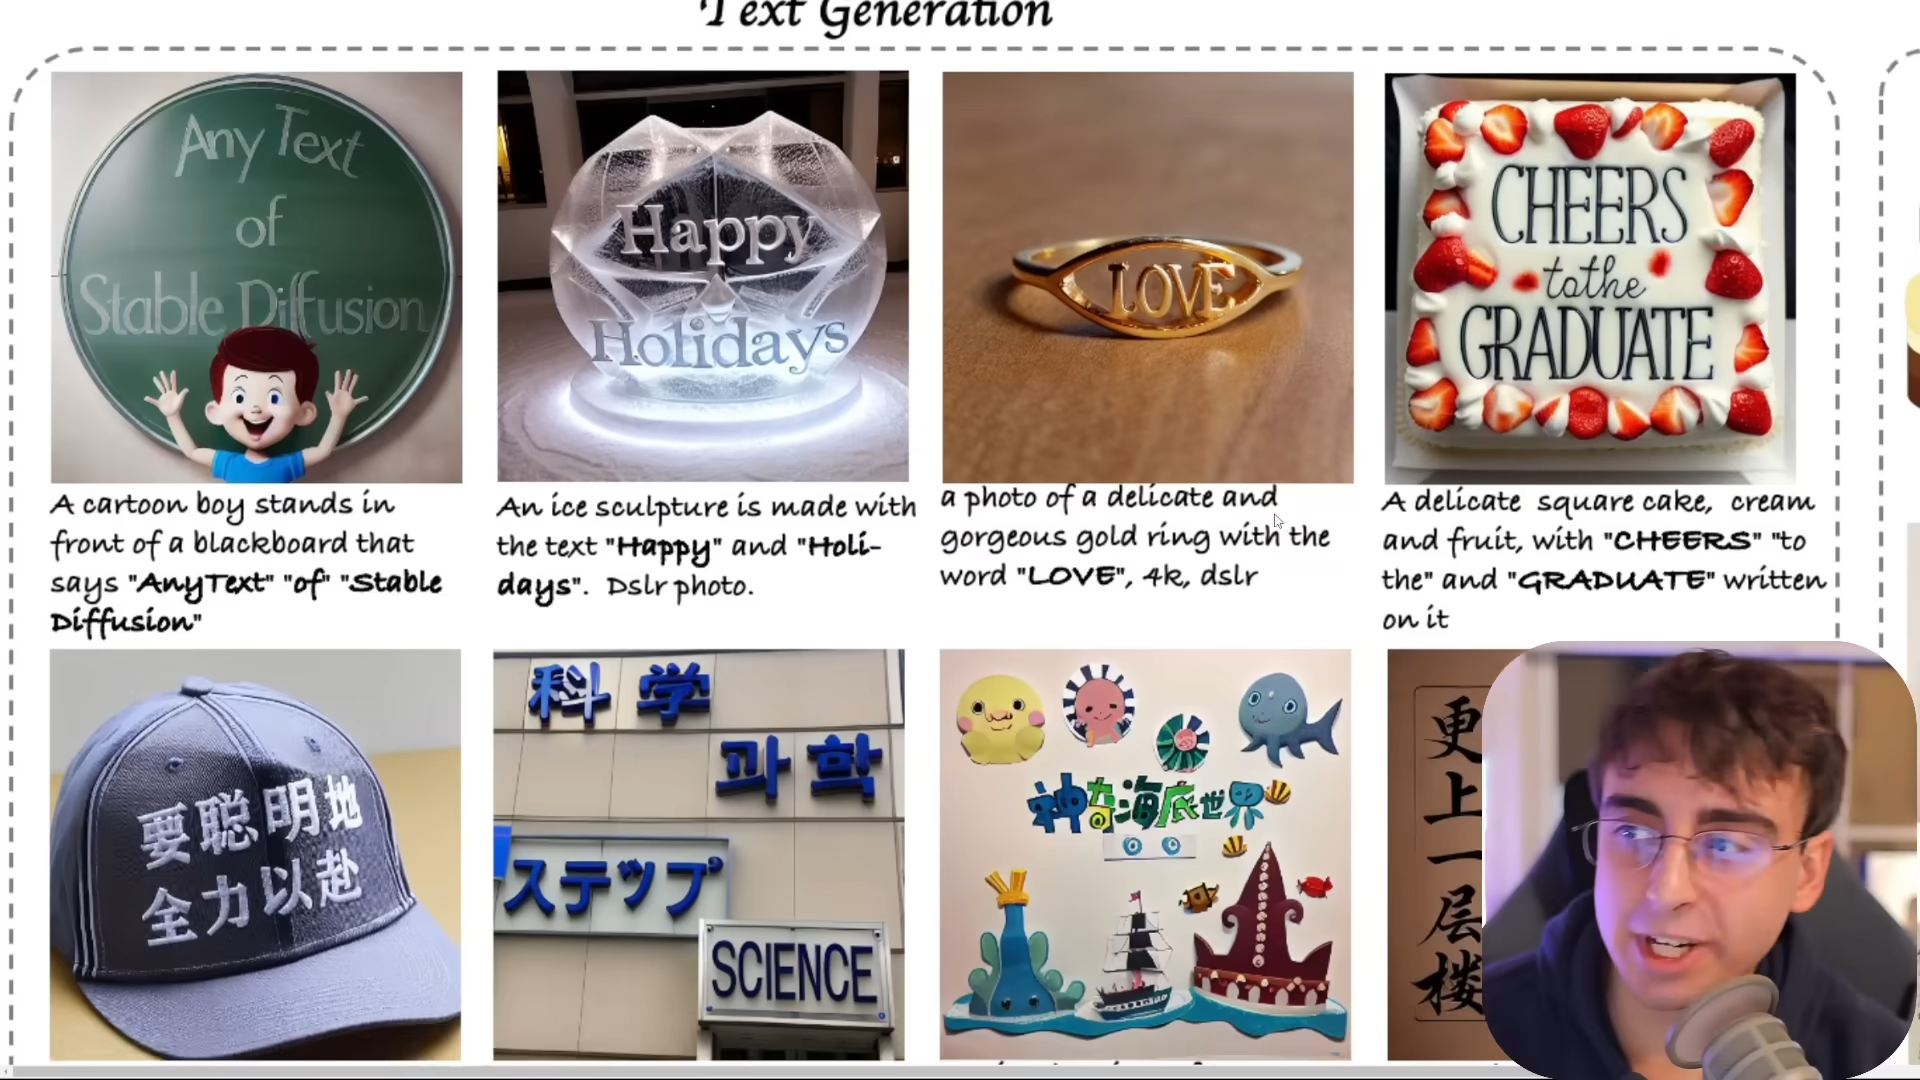 Text Generation
Any Text
of
Stable Diffusion
Happy
Holidays
LOVE
CHEERS
tothe
GRADUATE
A cartoon boy stands in
front of a blackboard that
says "AnyText" "of" "Stable
Diffusion"
An ice sculpture is made with
the text "Happy" and "Holi-
days". Dslr photo.
a photo of a delicate and
gorgeous gold ring with the
word "LOVE", 4k, dslr
A delicate square cake, cream
and fruit, with "CHEERS" "to
the" and "GRADUATE" written
on it
要聪明地
全力以赴
科学
과학
ステップ
SCIENCE
神奇海底世界
更上一层楼